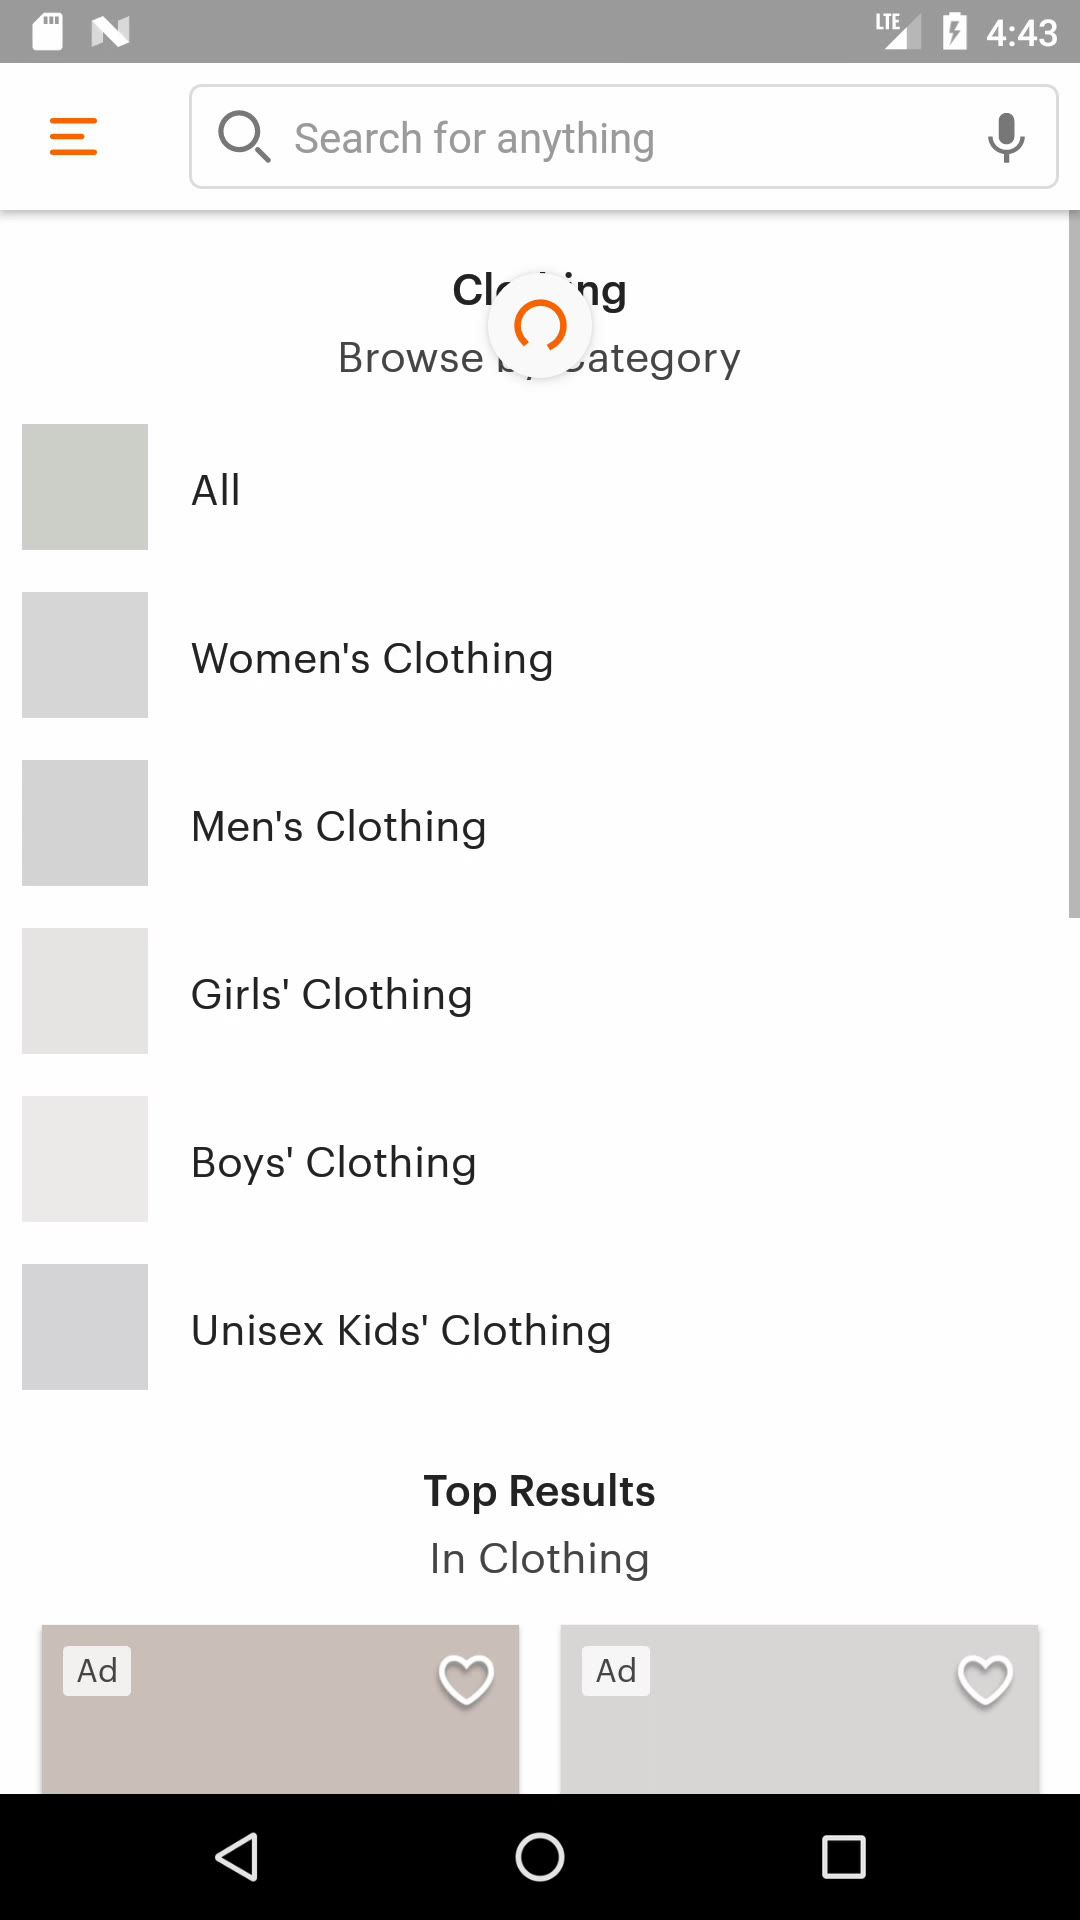 LTE 4:43
Search for anything
Browse
All
Women's Clothing
Men's Clothing
Girls' Clothing
Boys' Clothing
Unisex Kids' Clothing
Top Results
In Clothing
Ad Ad